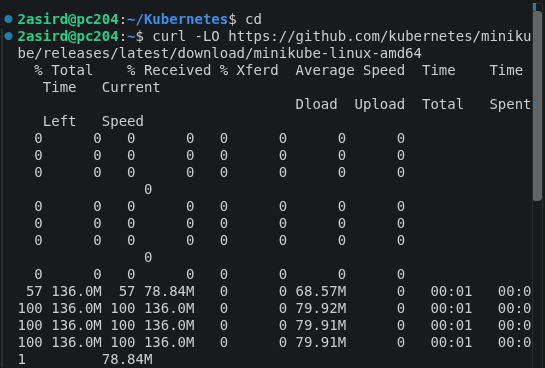 2asird@pc204:~/Kubernetes$ cd
2asird@pc204:~$ curl -LO https://github.com/kubernetes/miniku
be/releases/latest/download/minikube-linux-amd64
% Total % Received % Xferd Average Speed Time Time
Time Current
Dload Upload Total Spent
Left Speed
0 0 0 0 0 0 0 0
0 0 0 0 0 0 0 0
0 0 0 0 0 0 0 0
0
0 0 0 0 0 0 0 0
0 0 0 0 0 0 0 0
0 0 0 0 0 0 0 0
0
0 0 0 0 0 0 0 0
57 136.0M 57 78.84M 0 0 68.57M 0 00:01 00:0
100 136.0M 100 136.0M 0 0 79.92M 0 00:01 00:0
100 136.0M 100 136.0M 0 0 79.91M 0 00:01 00:0
100 136.0M 100 136.0M 0 0 79.91M 0 00:01 00:0
1 78.84M